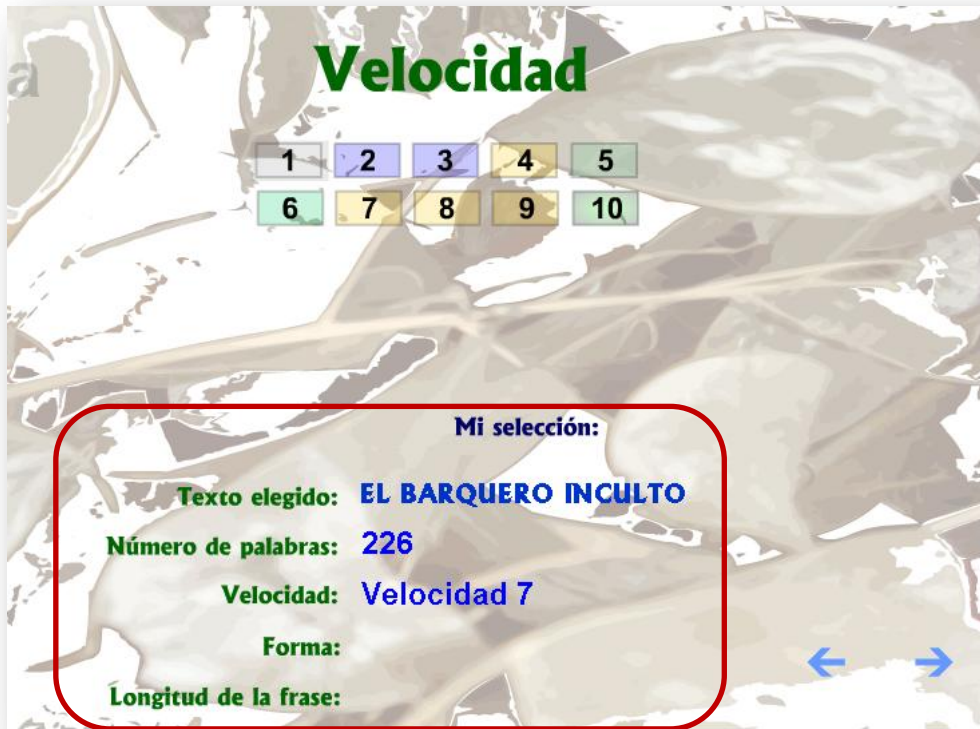 a
Velocidad
1 2 3 4 5
6 7 8 9 10
Mi selección:
Texto elegido: EL BARQUERO INCULTO
Número de palabras: 226
Velocidad: Velocidad 7
Forma:
Longitud de la frase: